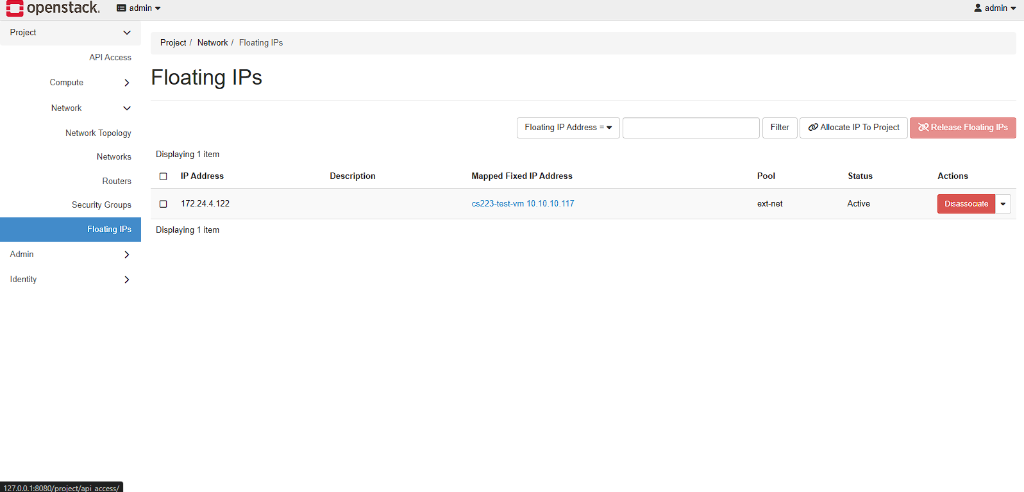 openstack. admin admin
Project
API Access
Compute
Network
Network Topology
Networks
Routers
Security Groups
Floating IPs
Admin
Identity
Project / Network / Floating IPs
Floating IPs
Floating IP Address = Filter Allocate IP To Project Release Floating IPs
Displaying 1 item
IP Address Description Mapped Fixed IP Address Pool Status Actions
172.24.4.122 cs223-test-vm 10.10.10.117 ext-net Active Disassociate
Displaying 1 item
127.0.0.1:8080/project/api_access/